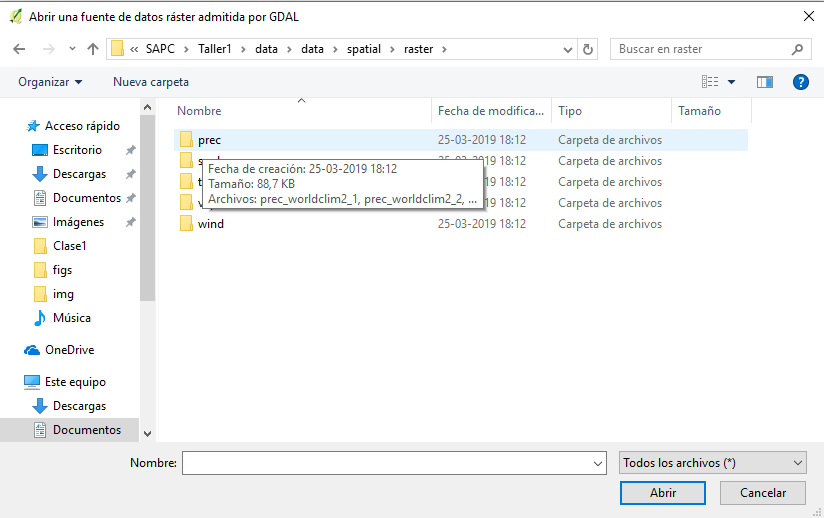 Abrir una fuente de datos ráster admitida por GDAL
« SAPC > Taller1 > data > data > spatial > raster >
Buscar en raster
Organizar
Nueva carpeta
Nombre
Fecha de modifica...
Tipo
Tamaño
Acceso rápido
Escritorio
Descargas
Documentos
Imágenes
Clase1
figs
img
Música
OneDrive
Este equipo
Descargas
Documentos
prec 25-03-2019 18:12 Carpeta de archivos
25-03-2019 18:12 Carpeta de archivos
25-03-2019 18:12 Carpeta de archivos
25-03-2019 18:12 Carpeta de archivos
wind 25-03-2019 18:12 Carpeta de archivos
Fecha de creación: 25-03-2019 18:12
Tamaño: 88,7 KB
Archivos: prec_worldclim2_1, prec_worldclim2_2, ...
Nombre:
Todos los archivos (*)
Abrir
Cancelar